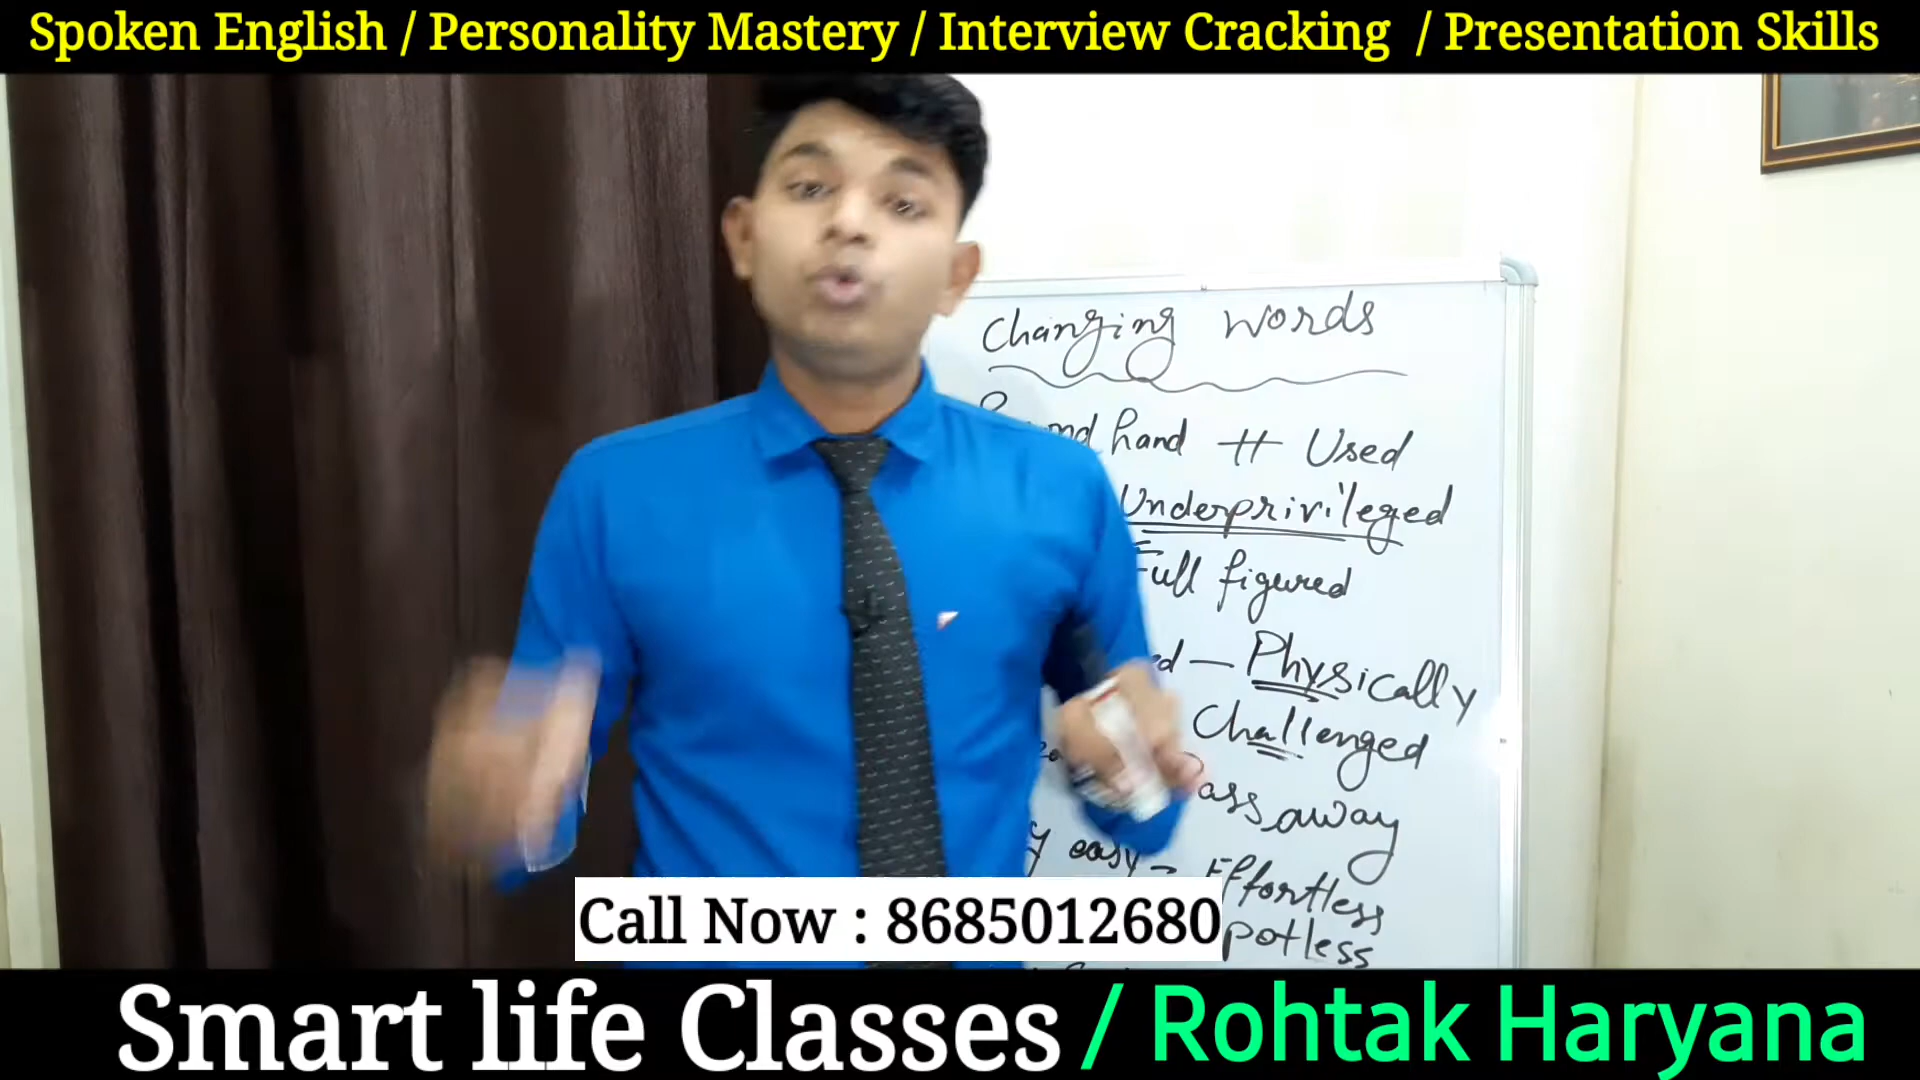 Spoken English / Personality Mastery / Interview Cracking / Presentation Skills
Changing Words
hand # Used
Underprivileged
Full figured
Physically
Challenged
away
easy - Effortless
Call Now : 8685012680
Smart life Classes / Rohtak Haryana